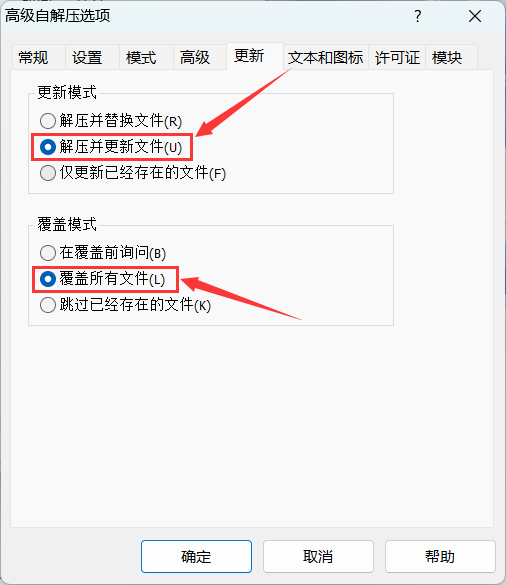 高级自解压选项
?
常规 设置 模式 高级 更新 文本和图标 许可证 模块
更新模式
解压并替换文件(R)
解压并更新文件(U)
仅更新已经存在的文件(F)
覆盖模式
在覆盖前询问(B)
覆盖所有文件(L)
跳过已经存在的文件(K)
确定 取消 帮助